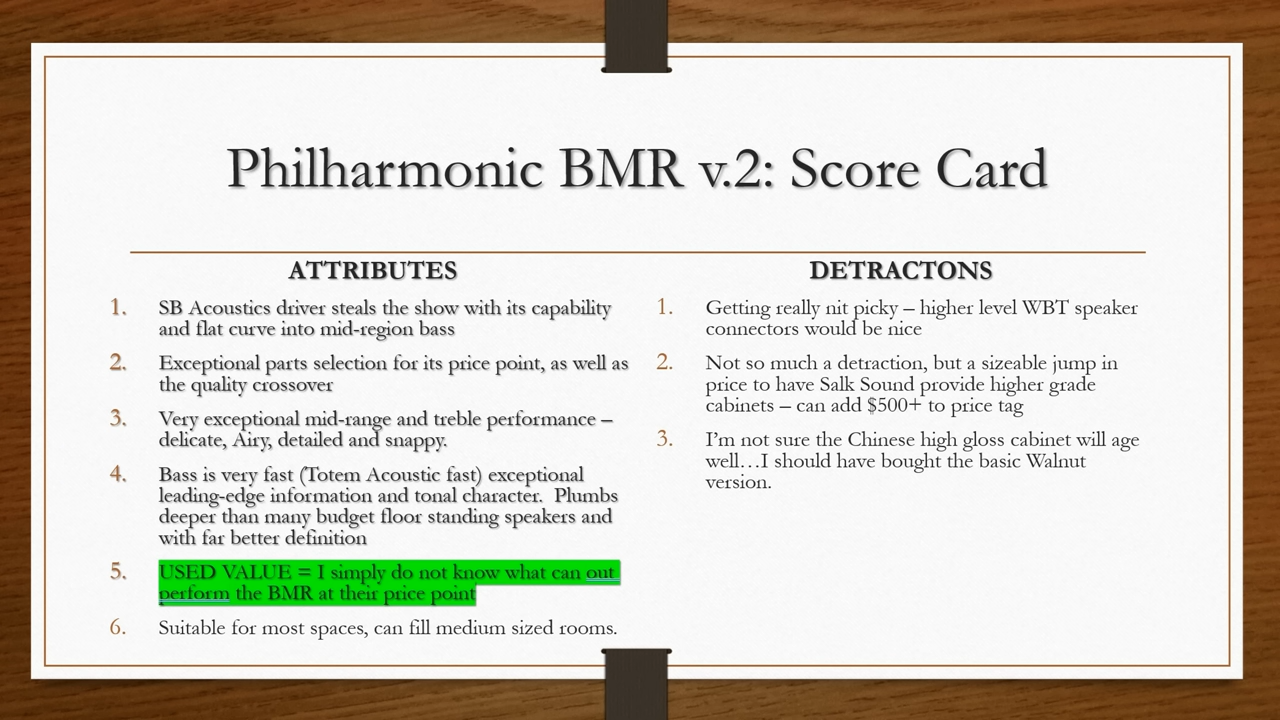 Philharmonic BMR v.2: Score Card
ATTRIBUTES
1. SB Acoustics driver steals the show with its capability
and flat curve into mid-region bass
2. Exceptional parts selection for its price point, as well as
the quality crossover
3. Very exceptional mid-range and treble performance –
delicate, Airy, detailed and snappy.
4. Bass is very fast (Totem Acoustic fast) exceptional
leading-edge information and tonal character.  Plumbs
deeper than many budget floor standing speakers and
with far better definition
5. USED VALUE = I simply do not know what can out
perform the BMR at their price point
6. Suitable for most spaces, can fill medium sized rooms.
DETRACTONS
1. Getting really nit picky – higher level WBT speaker
connectors would be nice
2. Not so much a detraction, but a sizeable jump in
price to have Salk Sound provide higher grade
cabinets – can add $500+ to price tag
3. I’m not sure the Chinese high gloss cabinet will age
well…I should have bought the basic Walnut
version.